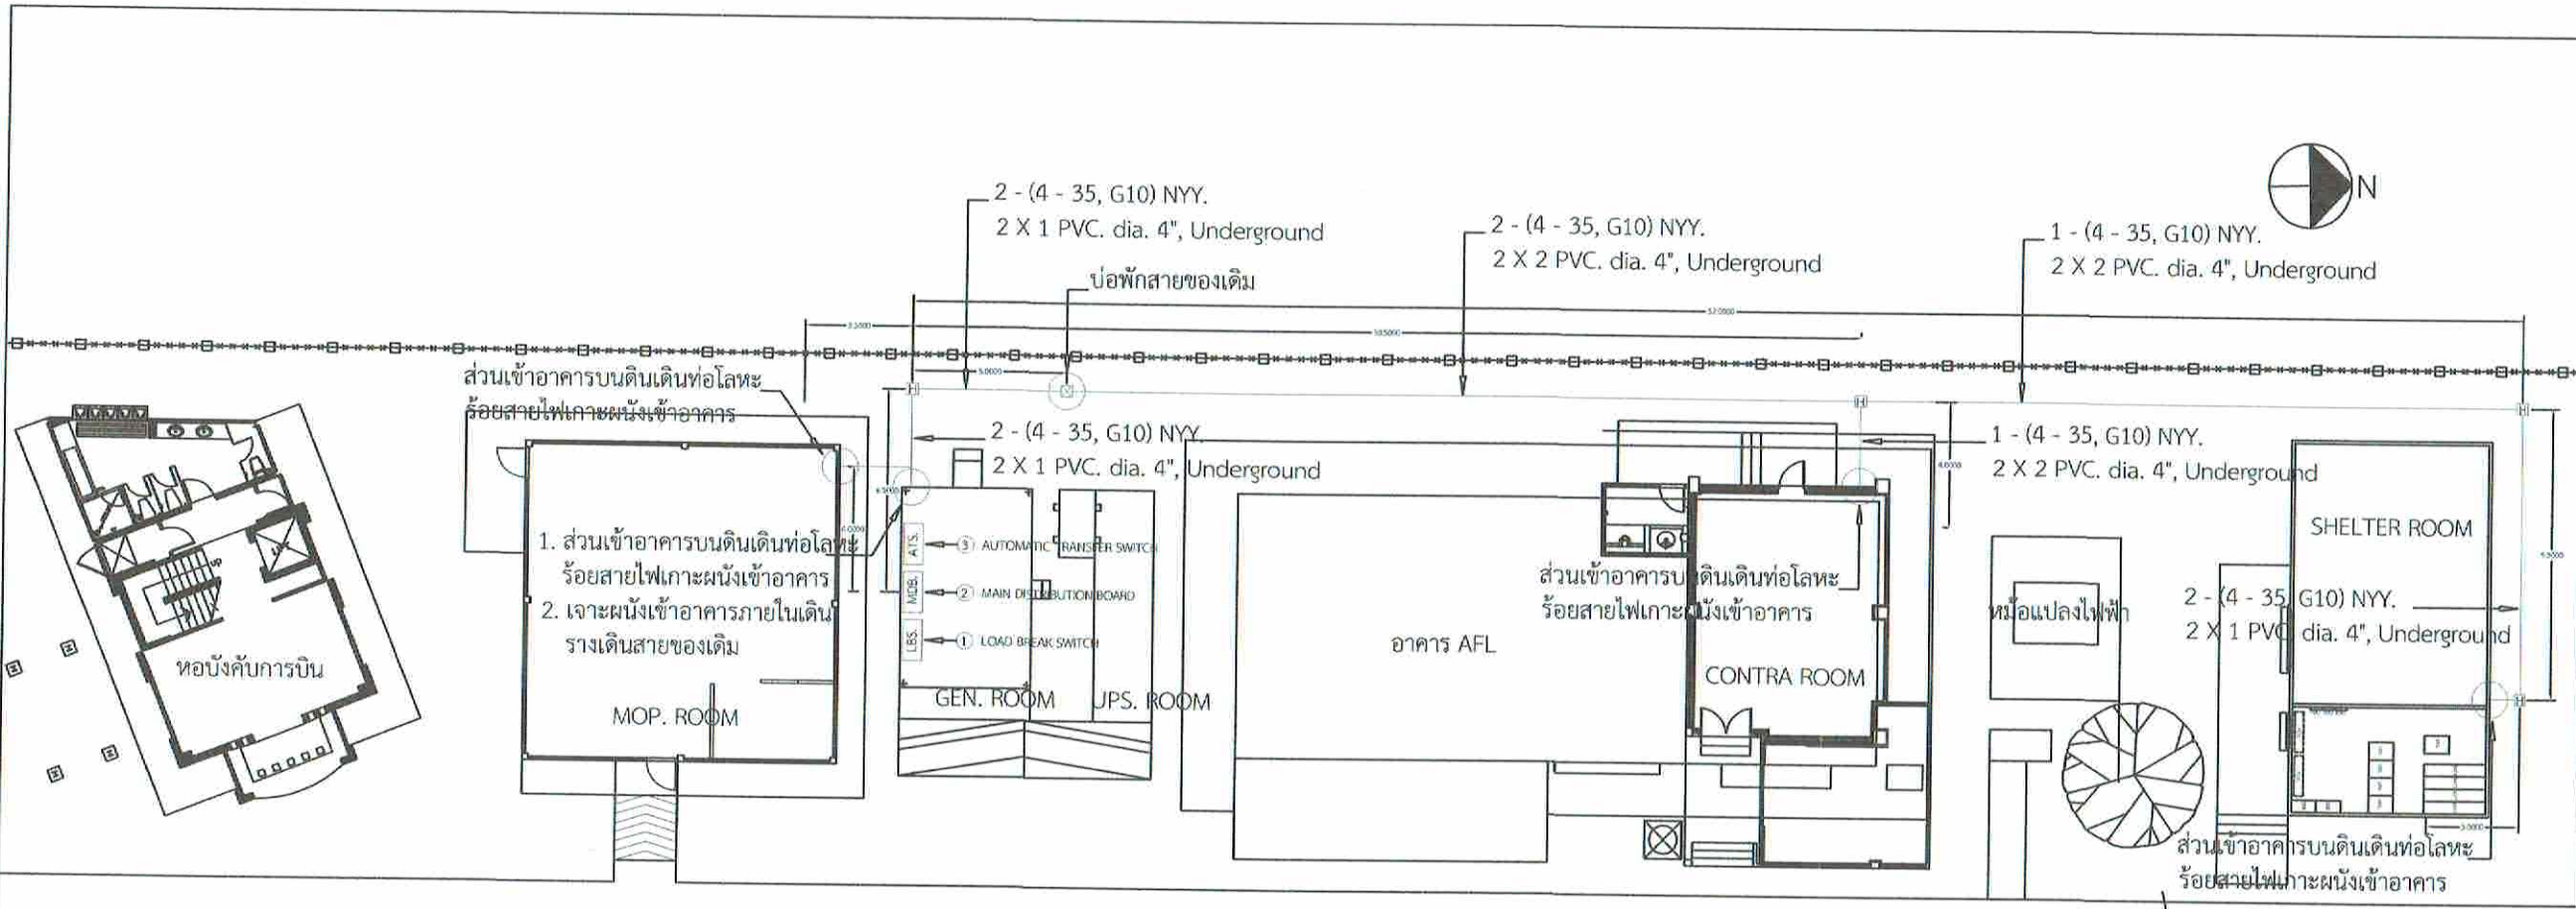 N
2 - (4 - 35, G10) NYY.
2 X 1 PVC. dia. 4", Underground
2 - (4 - 35, G10) NYY.
2 X 2 PVC. dia. 4", Underground
1 - (4 - 35, G10) NYY.
2 X 2 PVC. dia. 4", Underground
บ่อพักสายของเดิม
52.0000
3.5000
30.5000
5.0000
ส่วนเข้าอาคารบนดินเดินท่อโลหะ
ร้อยสายไฟเกาะผนังเข้าอาคาร
2 - (4 - 35, G10) NYY.
2 X 1 PVC. dia. 4", Underground
1 - (4 - 35, G10) NYY.
2 X 2 PVC. dia. 4", Underground
SHELTER ROOM
1. ส่วนเข้าอาคารบนดินเดินท่อโลหะ
ร้อยสายไฟเกาะผนังเข้าอาคาร
2. เจาะผนังเข้าอาคารภายในเดิน
รางเดินสายของเดิม
ATS.
3 AUTOMATIC TRANSFER SWITCH
MDB.
2 MAIN DISTRIBUTION BOARD
LBS.
1 LOAD BREAK SWITCH
ส่วนเข้าอาคารบนดินเดินท่อโลหะ
ร้อยสายไฟเกาะผนังเข้าอาคาร
หม้อแปลงไฟฟ้า
2 - (4 - 35, G10) NYY.
2 X 1 PVC. dia. 4", Underground
อาคาร AFL
หอบังคับการบิน
CONTRA ROOM
GEN. ROOM
UPS. ROOM
MOP. ROOM
ส่วนเข้าอาคารบนดินเดินท่อโลหะ
ร้อยสายไฟเกาะผนังเข้าอาคาร